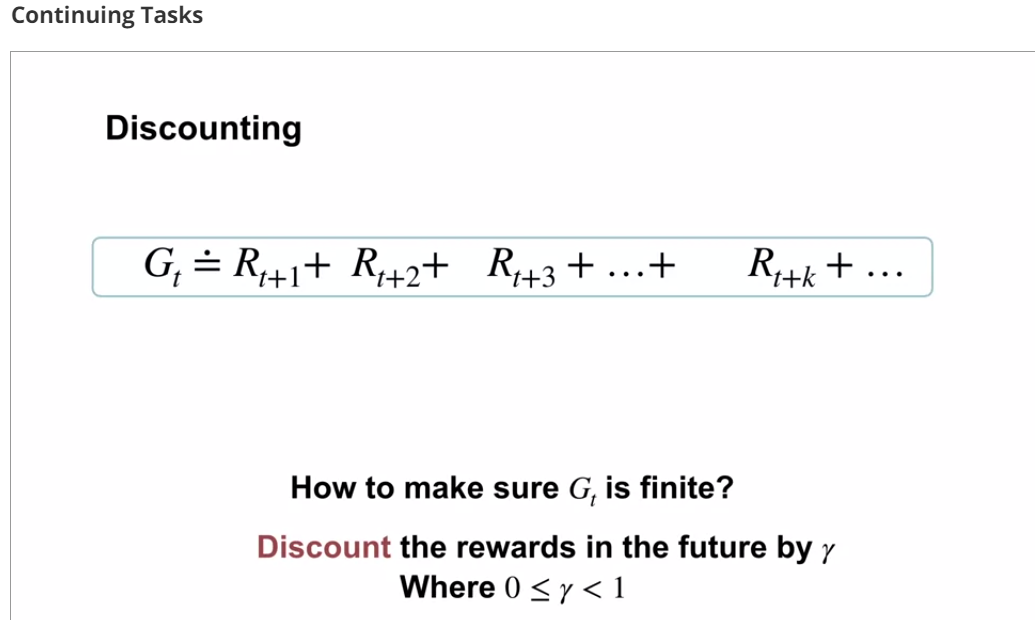 Continuing Tasks
Discounting
Gₜ ≐ Rₜ₊₁ + Rₜ₊₂ + Rₜ₊₃ + ...+ Rₜ₊ₖ + ...
How to make sure Gₜ is finite?
Discount the rewards in the future by γ
Where 0 ≤ γ < 1